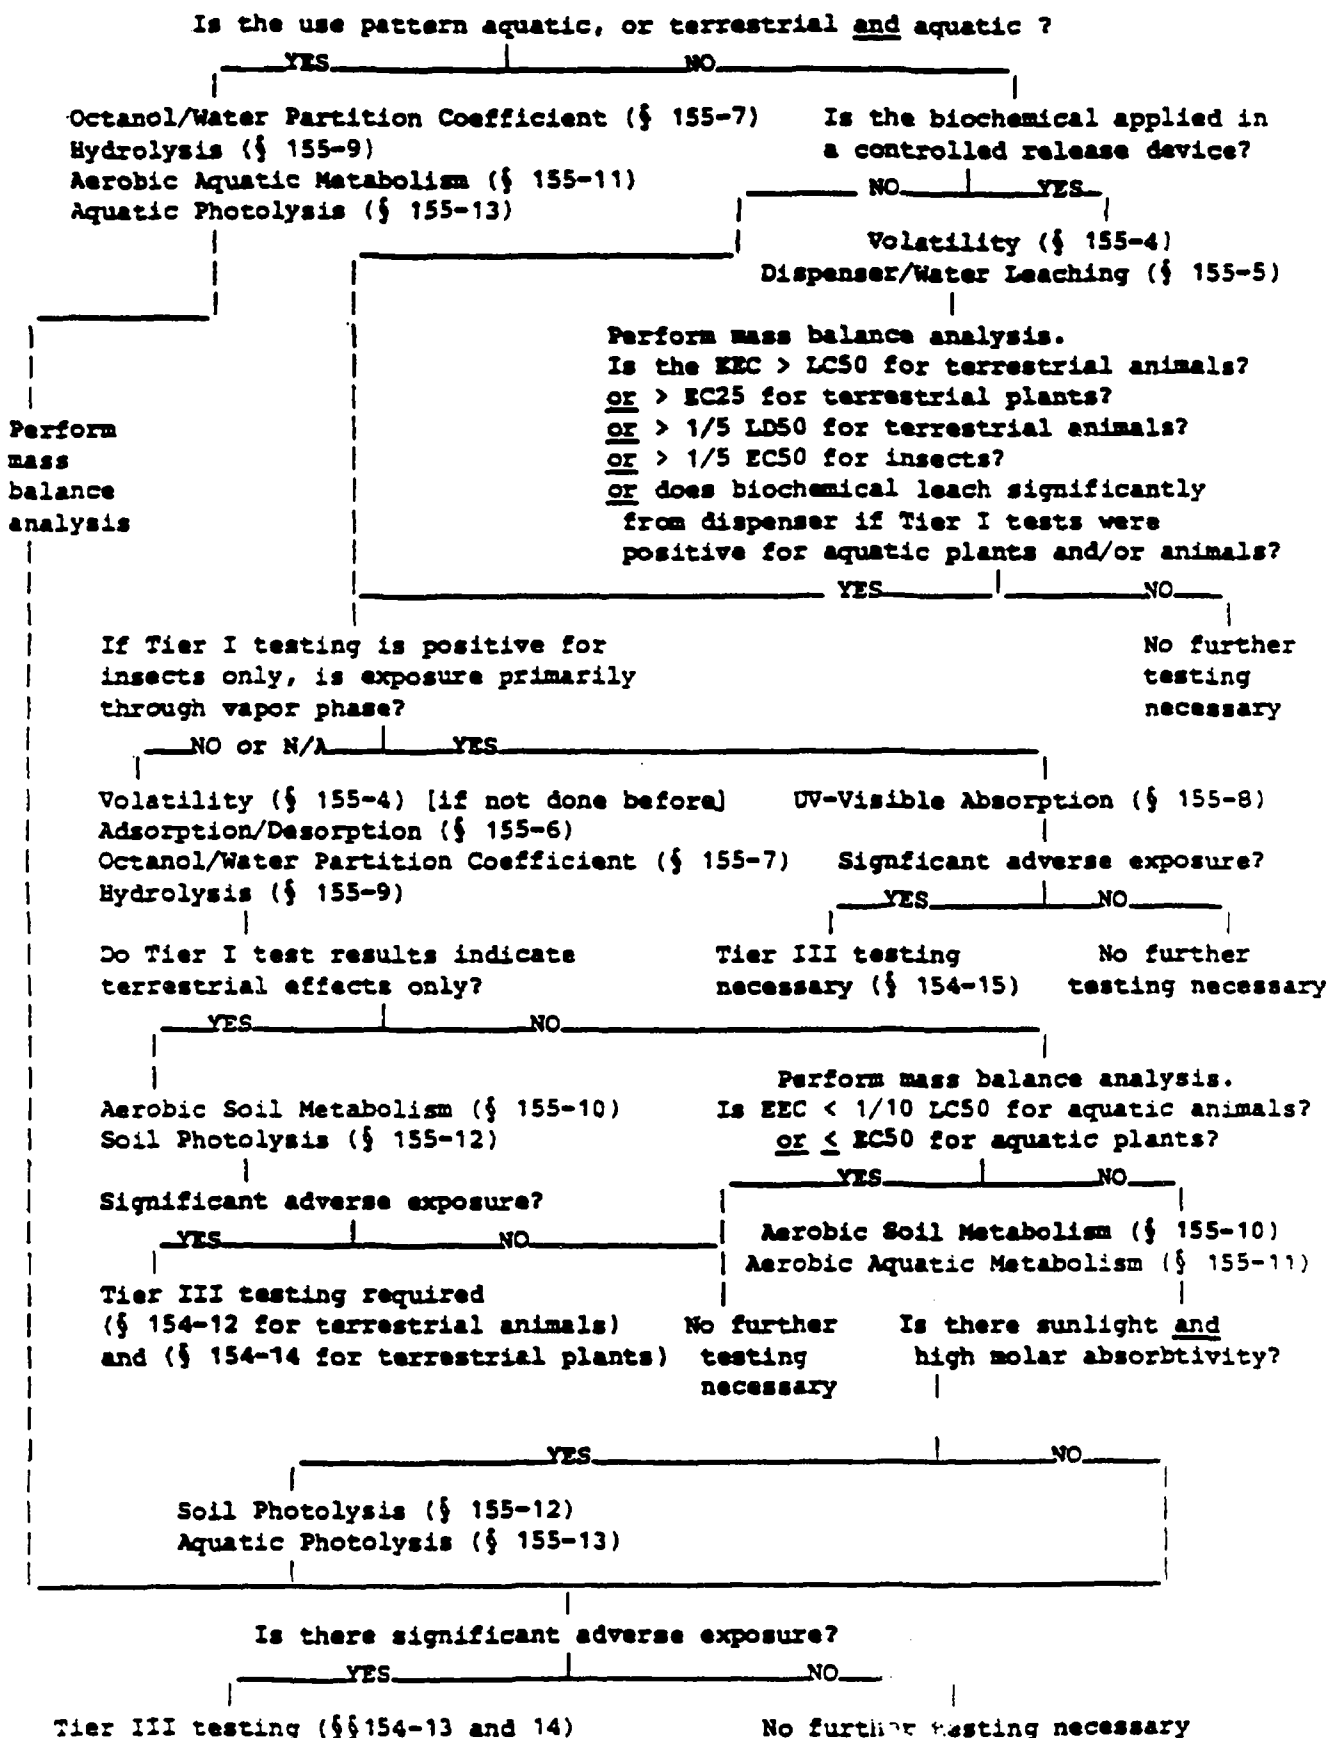 Is the use pattern aquatic, or terrestrial and aquatic ?
YES NO
Octanol/Water Partition Coefficient (§ 155-7)
Hydrolysis (§ 155-9)
Aerobic Aquatic Metabolism (§ 155-11)
Aquatic Photolysis (§ 155-13)
Is the biochemical applied in
a controlled release device?
NO YES
Volatility (§ 155-4)
Dispenser/Water Leaching (§ 155-5)
Perform mass balance analysis.
Is the EEC > LC50 for terrestrial animals?
or > EC25 for terrestrial plants?
or > 1/5 LD50 for terrestrial animals?
or > 1/5 EC50 for insects?
or does biochemical leach significantly
from dispenser if Tier I tests were
positive for aquatic plants and/or animals?
YES NO
Perform
mass
balance
analysis
If Tier I testing is positive for
insects only, is exposure primarily
through vapor phase?
No further
testing
necessary
NO or N/A YES
Volatility (§ 155-4) [if not done before]
Adsorption/Desorption (§ 155-6)
Octanol/Water Partition Coefficient (§ 155-7)
Hydrolysis (§ 155-9)
UV-Visible Absorption (§ 155-8)
Signficant adverse exposure?
YES NO
Do Tier I test results indicate
terrestrial effects only?
Tier III testing
necessary (§ 154-15)
No further
testing necessary
YES NO
Aerobic Soil Metabolism (§ 155-10)
Soil Photolysis (§ 155-12)
Perform mass balance analysis.
Is EEC < 1/10 LC50 for aquatic animals?
or ≤ EC50 for aquatic plants?
YES NO
Significant adverse exposure?
YES NO
Aerobic Soil Metabolism (§ 155-10)
Aerobic Aquatic Metabolism (§ 155-11)
Tier III testing required
(§ 154-12 for terrestrial animals)
and (§ 154-14 for terrestrial plants)
No further
testing
necessary
Is there sunlight and
high molar absorbtivity?
YES NO
Soil Photolysis (§ 155-12)
Aquatic Photolysis (§ 155-13)
Is there significant adverse exposure?
YES NO
Tier III testing (§§154-13 and 14)
No further testing necessary